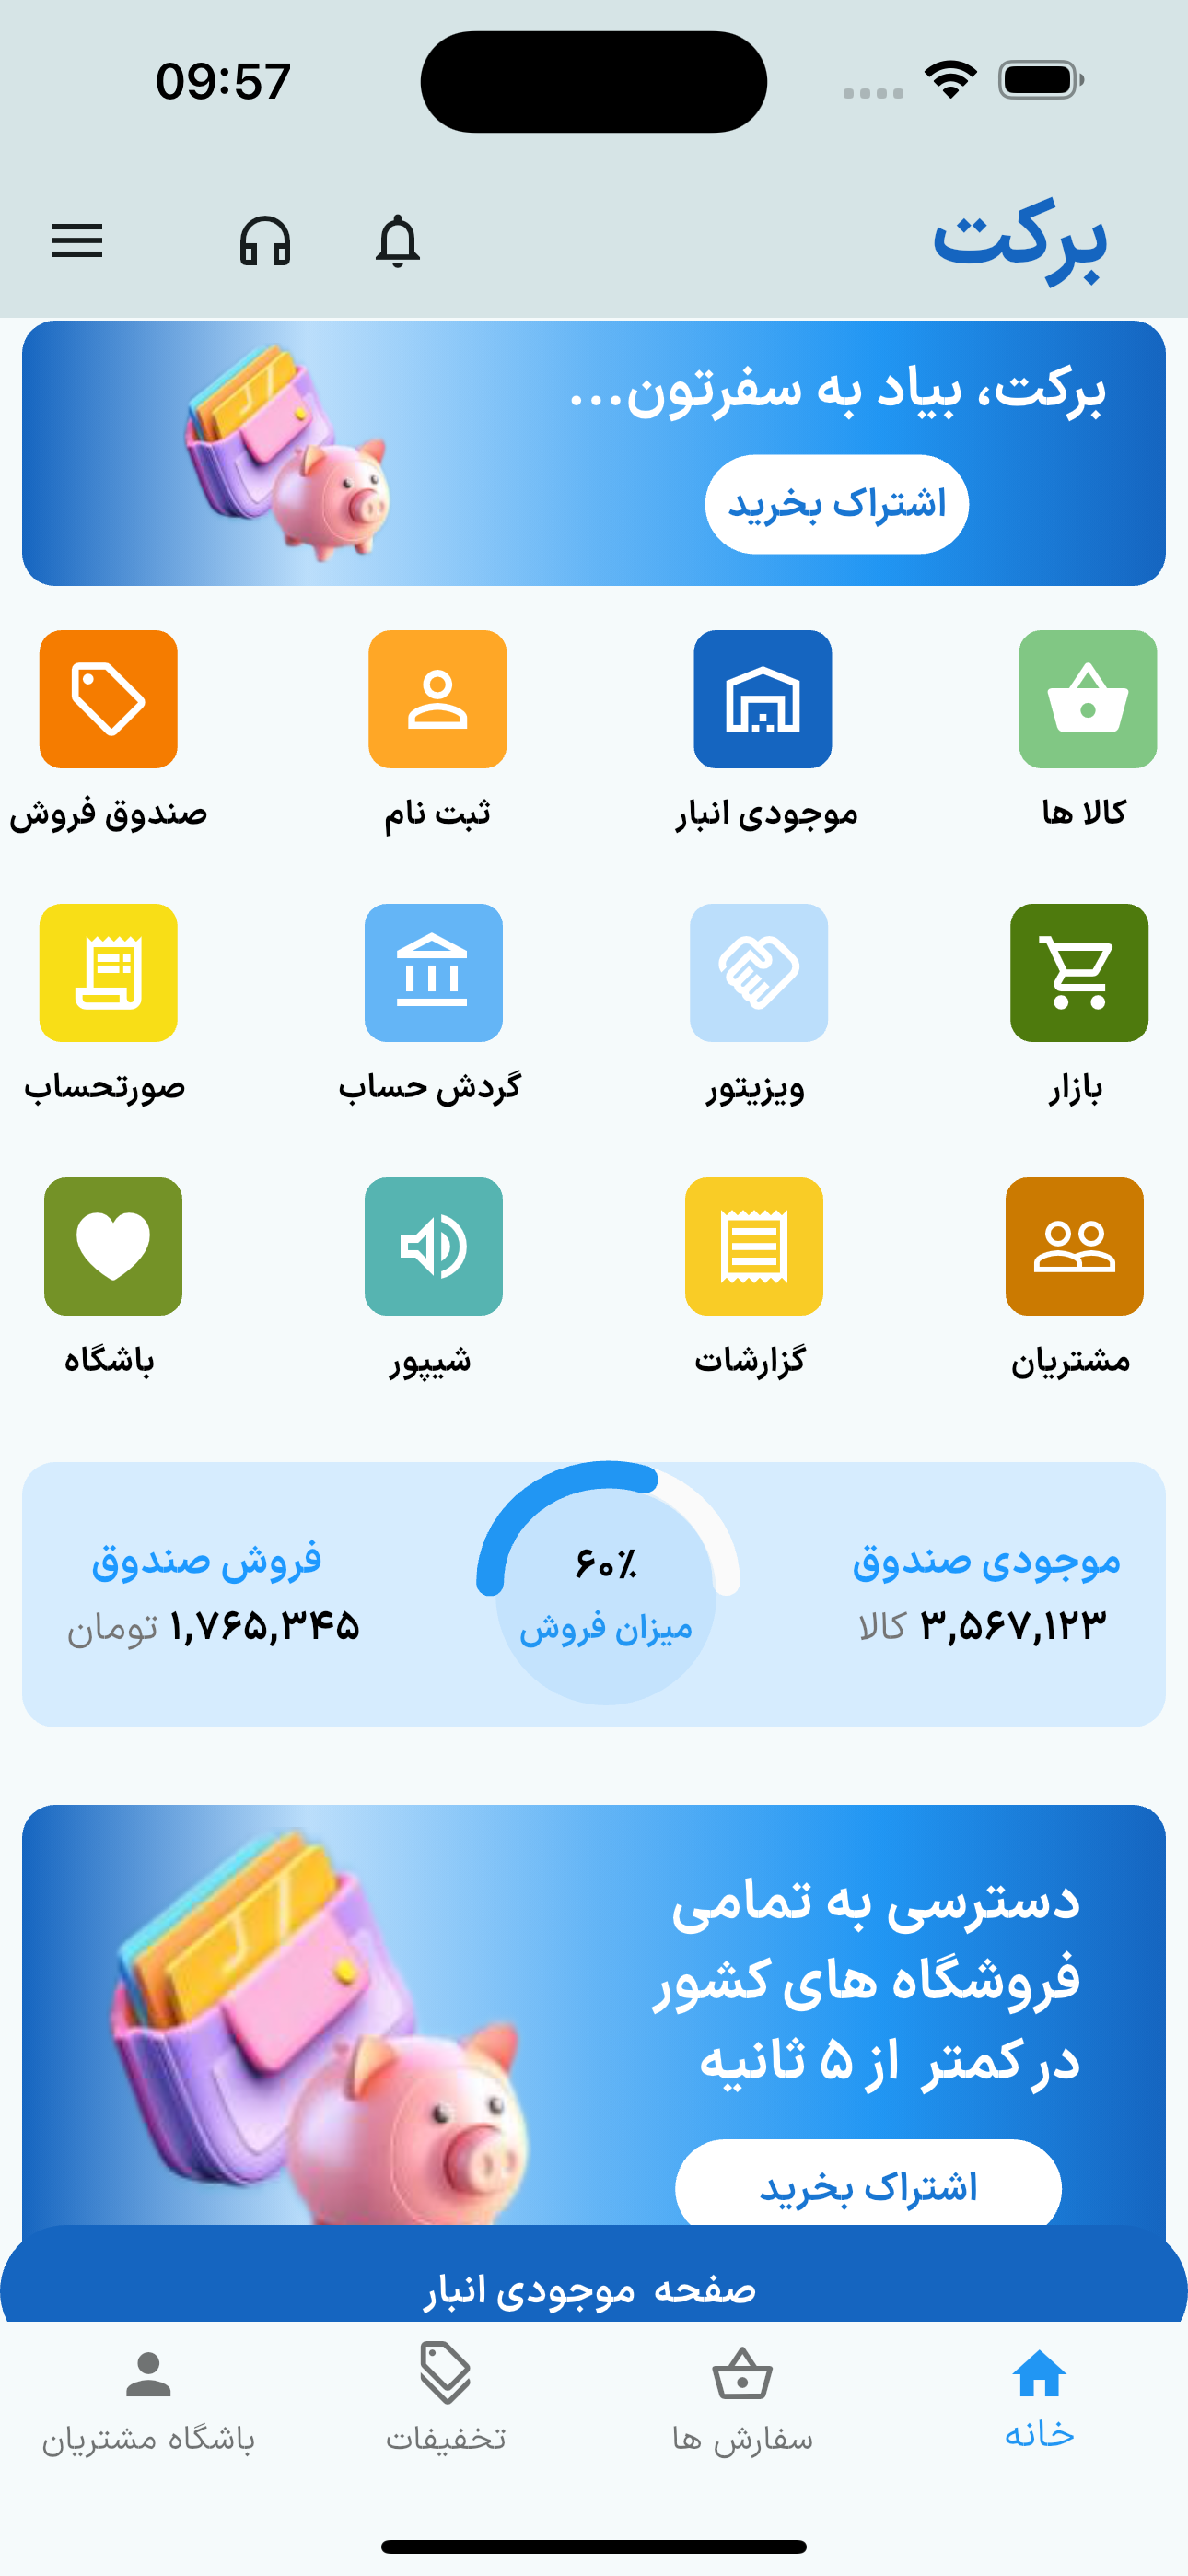 09:57
برکت
برکت، بیاد به سفرتون...
اشتراک بخرید
کالا ها
موجودی انبار
ثبت نام
صندوق فروش
بازار
ویزیتور
گردش حساب
صورتحساب
مشتریان
گزارشات
شیپور
باشگاه
موجودی صندوق
۳,۵۶۷,۱۲۳ کالا
۶۰٪
میزان فروش
فروش صندوق
۱,۷۶۵,۳۴۵ تومان
دسترسی به تمامی
فروشگاه های کشور
در کمتر از ۵ ثانیه
اشتراک بخرید
صفحه موجودی انبار
خانه
سفارش ها
تخفیفات
باشگاه مشتریان